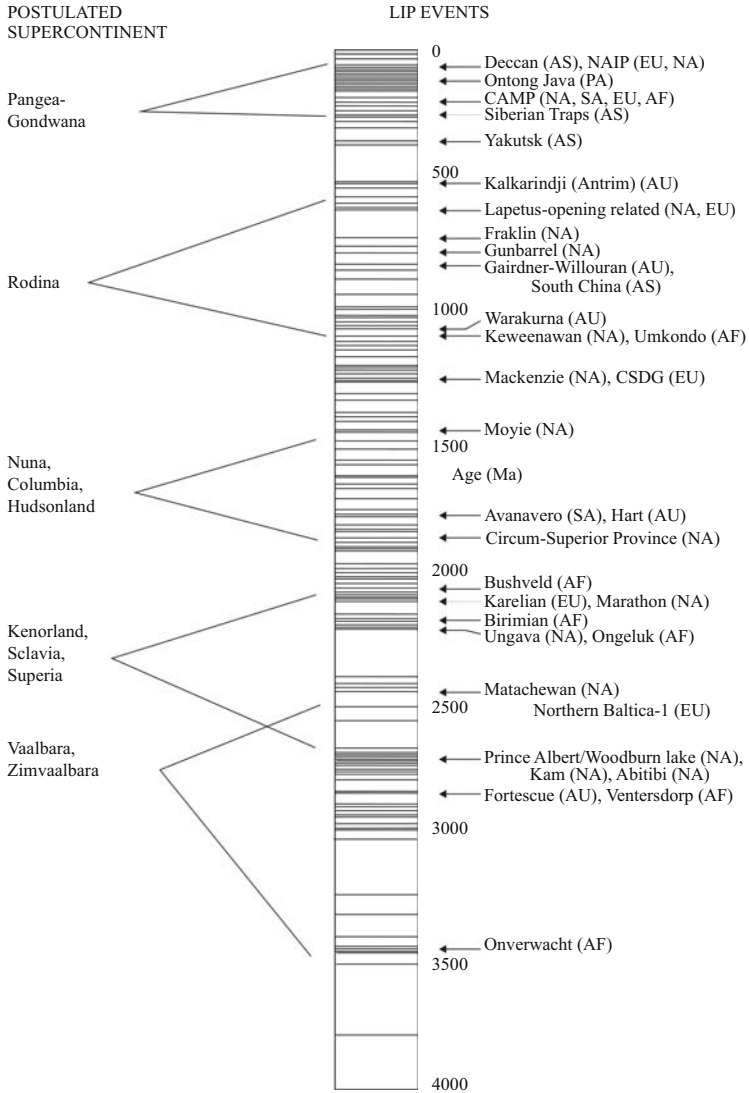 POSTULATED
SUPERCONTINENT
LIP EVENTS
0
Deccan (AS), NAIP (EU, NA)
Ontong Java (PA)
CAMP (NA, SA, EU, AF)
Siberian Traps (AS)
Pangea-
Gondwana
Yakutsk (AS)
500
Kalkarindji (Antrim) (AU)
Lapetus-opening related (NA, EU)
Fraklin (NA)
Gunbarrel (NA)
Gairdner-Willouran (AU),
South China (AS)
Rodina
1000
Warakurna (AU)
Keweenawan (NA), Umkondo (AF)
Mackenzie (NA), CSDG (EU)
Moyie (NA)
1500
Nuna,
Columbia,
Hudsonland
Age (Ma)
Avanavero (SA), Hart (AU)
Circum-Superior Province (NA)
2000
Bushveld (AF)
Karelian (EU), Marathon (NA)
Birimian (AF)
Ungava (NA), Ongeluk (AF)
Kenorland,
Sclavia,
Superia
Matachewan (NA)
2500
Northern Baltica-1 (EU)
Vaalbara,
Zimvaalbara
Prince Albert/Woodburn lake (NA),
Kam (NA), Abitibi (NA)
Fortescue (AU), Ventersdorp (AF)
3000
Onverwacht (AF)
3500
4000